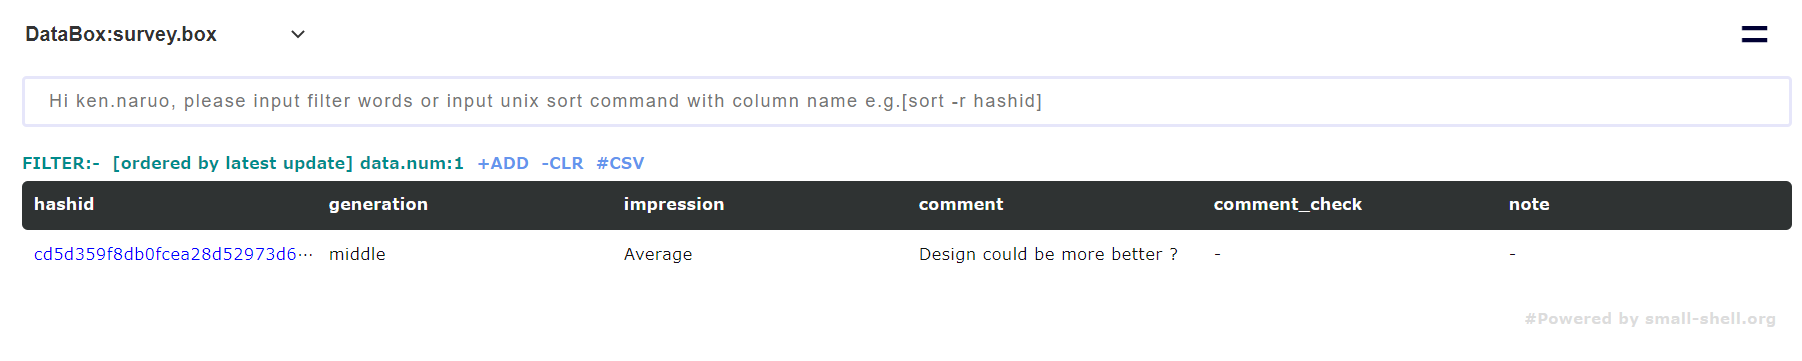 DataBox:survey.box
Hi ken.naruo, please input filter words or input unix sort command with column name e.g.[sort -r hashid]
FILTER:- [ordered by latest update] data.num:1 +ADD -CLR #CSV
hashid generation impression comment comment_check note
cd5d359f8db0fcea28d52973d6··· middle Average Design could be more better ? - -
#Powered by small-shell.org